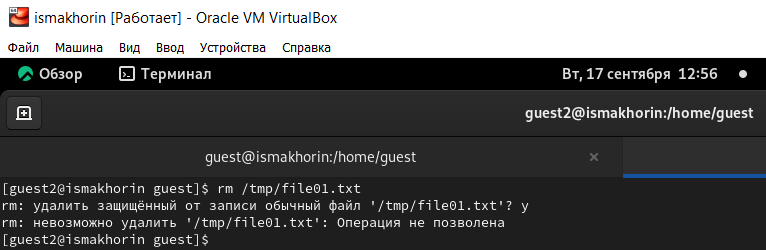 ismakhorin [Работает] - Oracle VM VirtualBox
Файл Машина Вид Ввод Устройства Справка
Обзор Терминал Вт, 17 сентября 12:56
guest2@ismakhorin:/home/guest
guest@ismakhorin:/home/guest ×
[guest2@ismakhorin guest]$ rm /tmp/file01.txt
rm: удалить защищённый от записи обычный файл '/tmp/file01.txt'? y
rm: невозможно удалить '/tmp/file01.txt': Операция не позволена
[guest2@ismakhorin guest]$